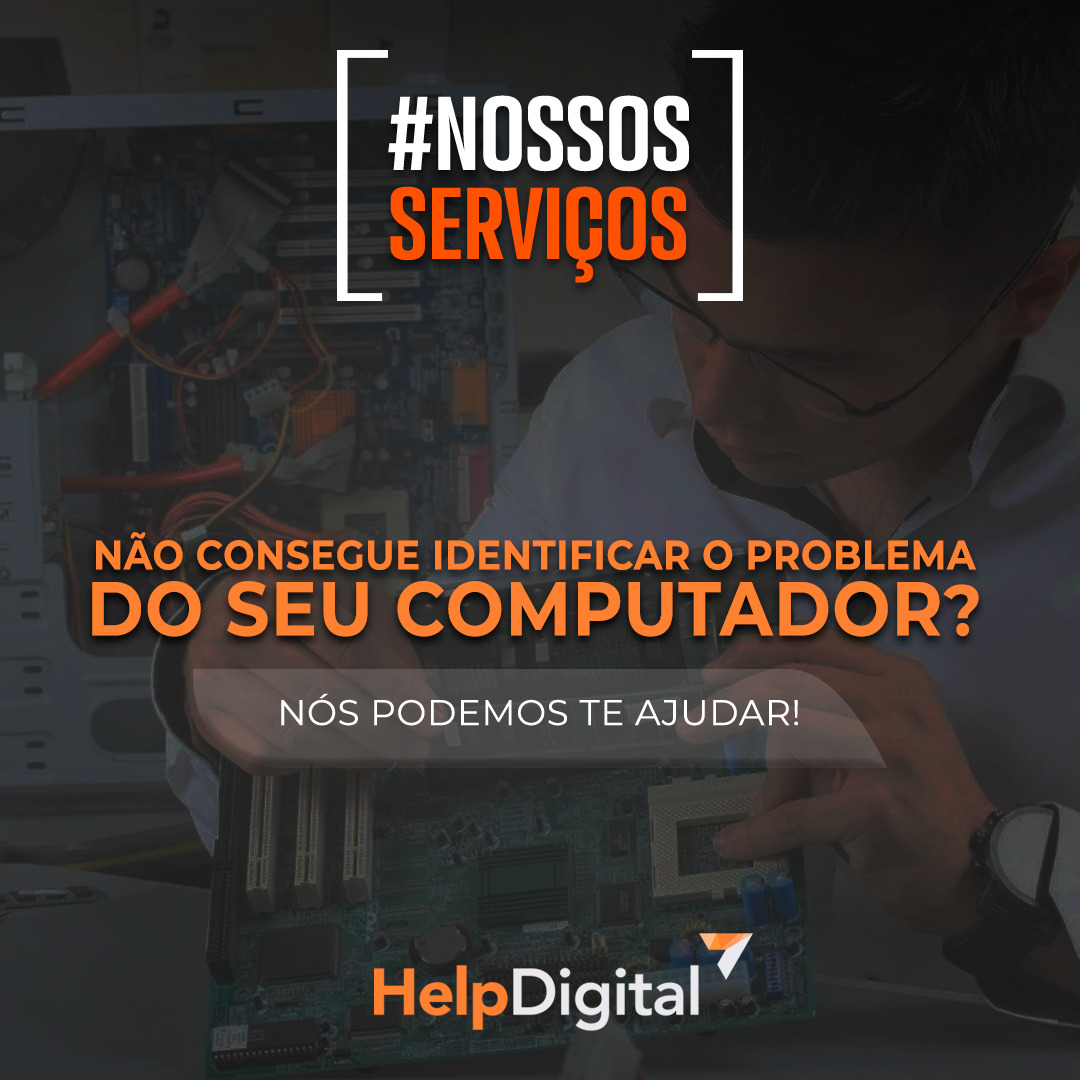 #NOSSOS
SERVIÇOS
NÃO CONSEGUE IDENTIFICAR O PROBLEMA
DO SEU COMPUTADOR?
NÓS PODEMOS TE AJUDAR!
HelpDigital